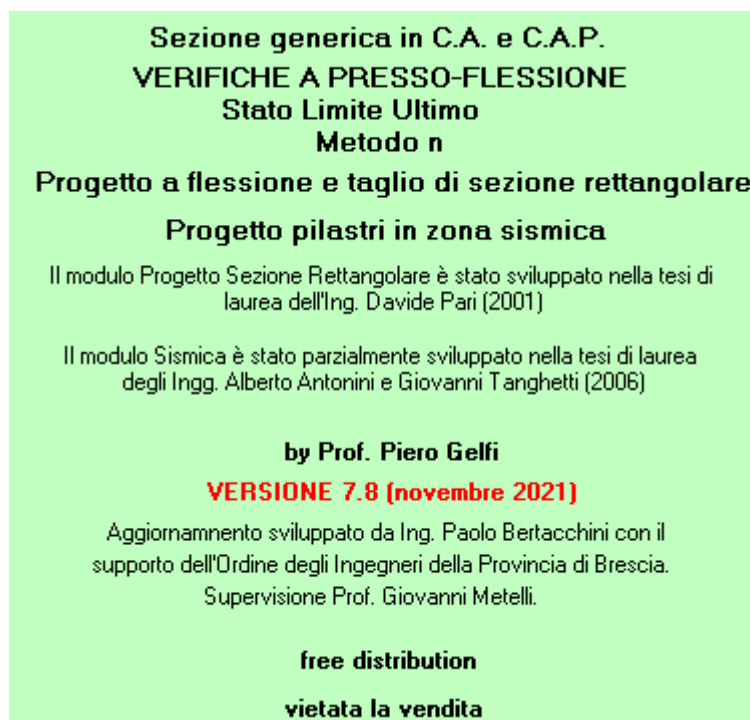 Sezione generica in C.A. e C.A.P.
VERIFICHE A PRESSO-FLESSIONE
Stato Limite Ultimo
Metodo n
Progetto a flessione e taglio di sezione rettangolare
Progetto pilastri in zona sismica
Il modulo Progetto Sezione Rettangolare è stato sviluppato nella tesi di
laurea dell'Ing. Davide Pari (2001)
Il modulo Sismica è stato parzialmente sviluppato nella tesi di laurea
degli Ingg. Alberto Antonini e Giovanni Tanghetti (2006)
by Prof. Piero Gelfi
VERSIONE 7.8 (novembre 2021)
Aggiornamnento sviluppato da Ing. Paolo Bertacchini con il
supporto dell'Ordine degli Ingegneri della Provincia di Brescia.
Supervisione Prof. Giovanni Metelli.
free distribution
vietata la vendita